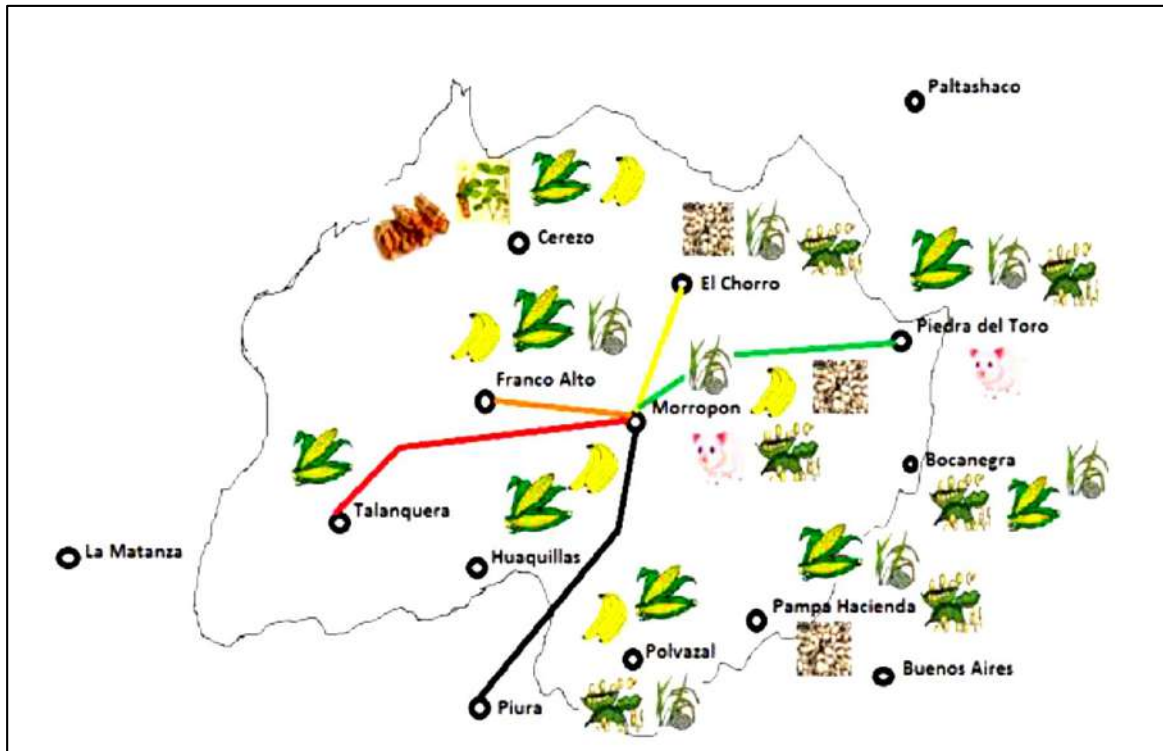 Paltashaco
Cerezo
El Chorro
Piedra del Toro
Franco Alto
Morropon
Bocanegra
Talanquera
La Matanza
Huaquillas
Pampa Hacienda
Polvazal
Buenos Aires
Piura